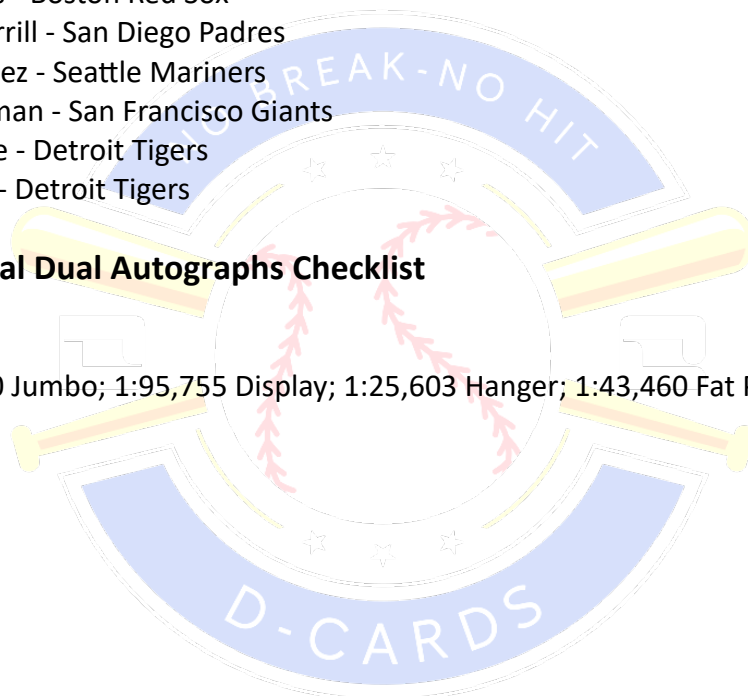 - Boston Red Sox
rrill - San Diego Padres
ez - Seattle Mariners
man - San Francisco Giants
e - Detroit Tigers
- Detroit Tigers
al Dual Autographs Checklist
0 Jumbo; 1:95,755 Display; 1:25,603 Hanger; 1:43,460 Fat
NO BREAK-NO HIT
D-CARDS